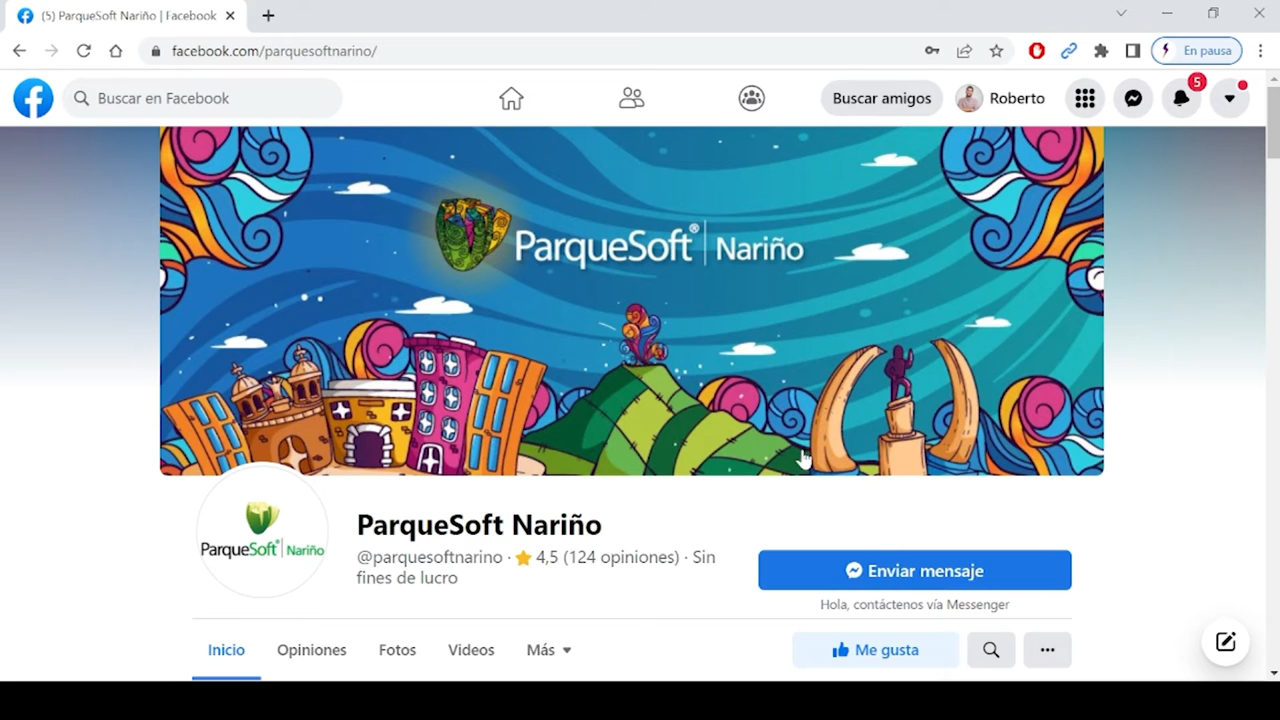 (5) ParqueSoft Nariño | Facebook
facebook.com/parquesoftnarino/
En pausa
Buscar en Facebook
Buscar amigos
Roberto
5
ParqueSoft® | Nariño
ParqueSoft® | Nariño
ParqueSoft Nariño
@parquesoftnarino · 4,5 (124 opiniones) · Sin
fines de lucro
Enviar mensaje
Hola, contáctenos vía Messenger
Inicio Opiniones Fotos Videos Más
Me gusta